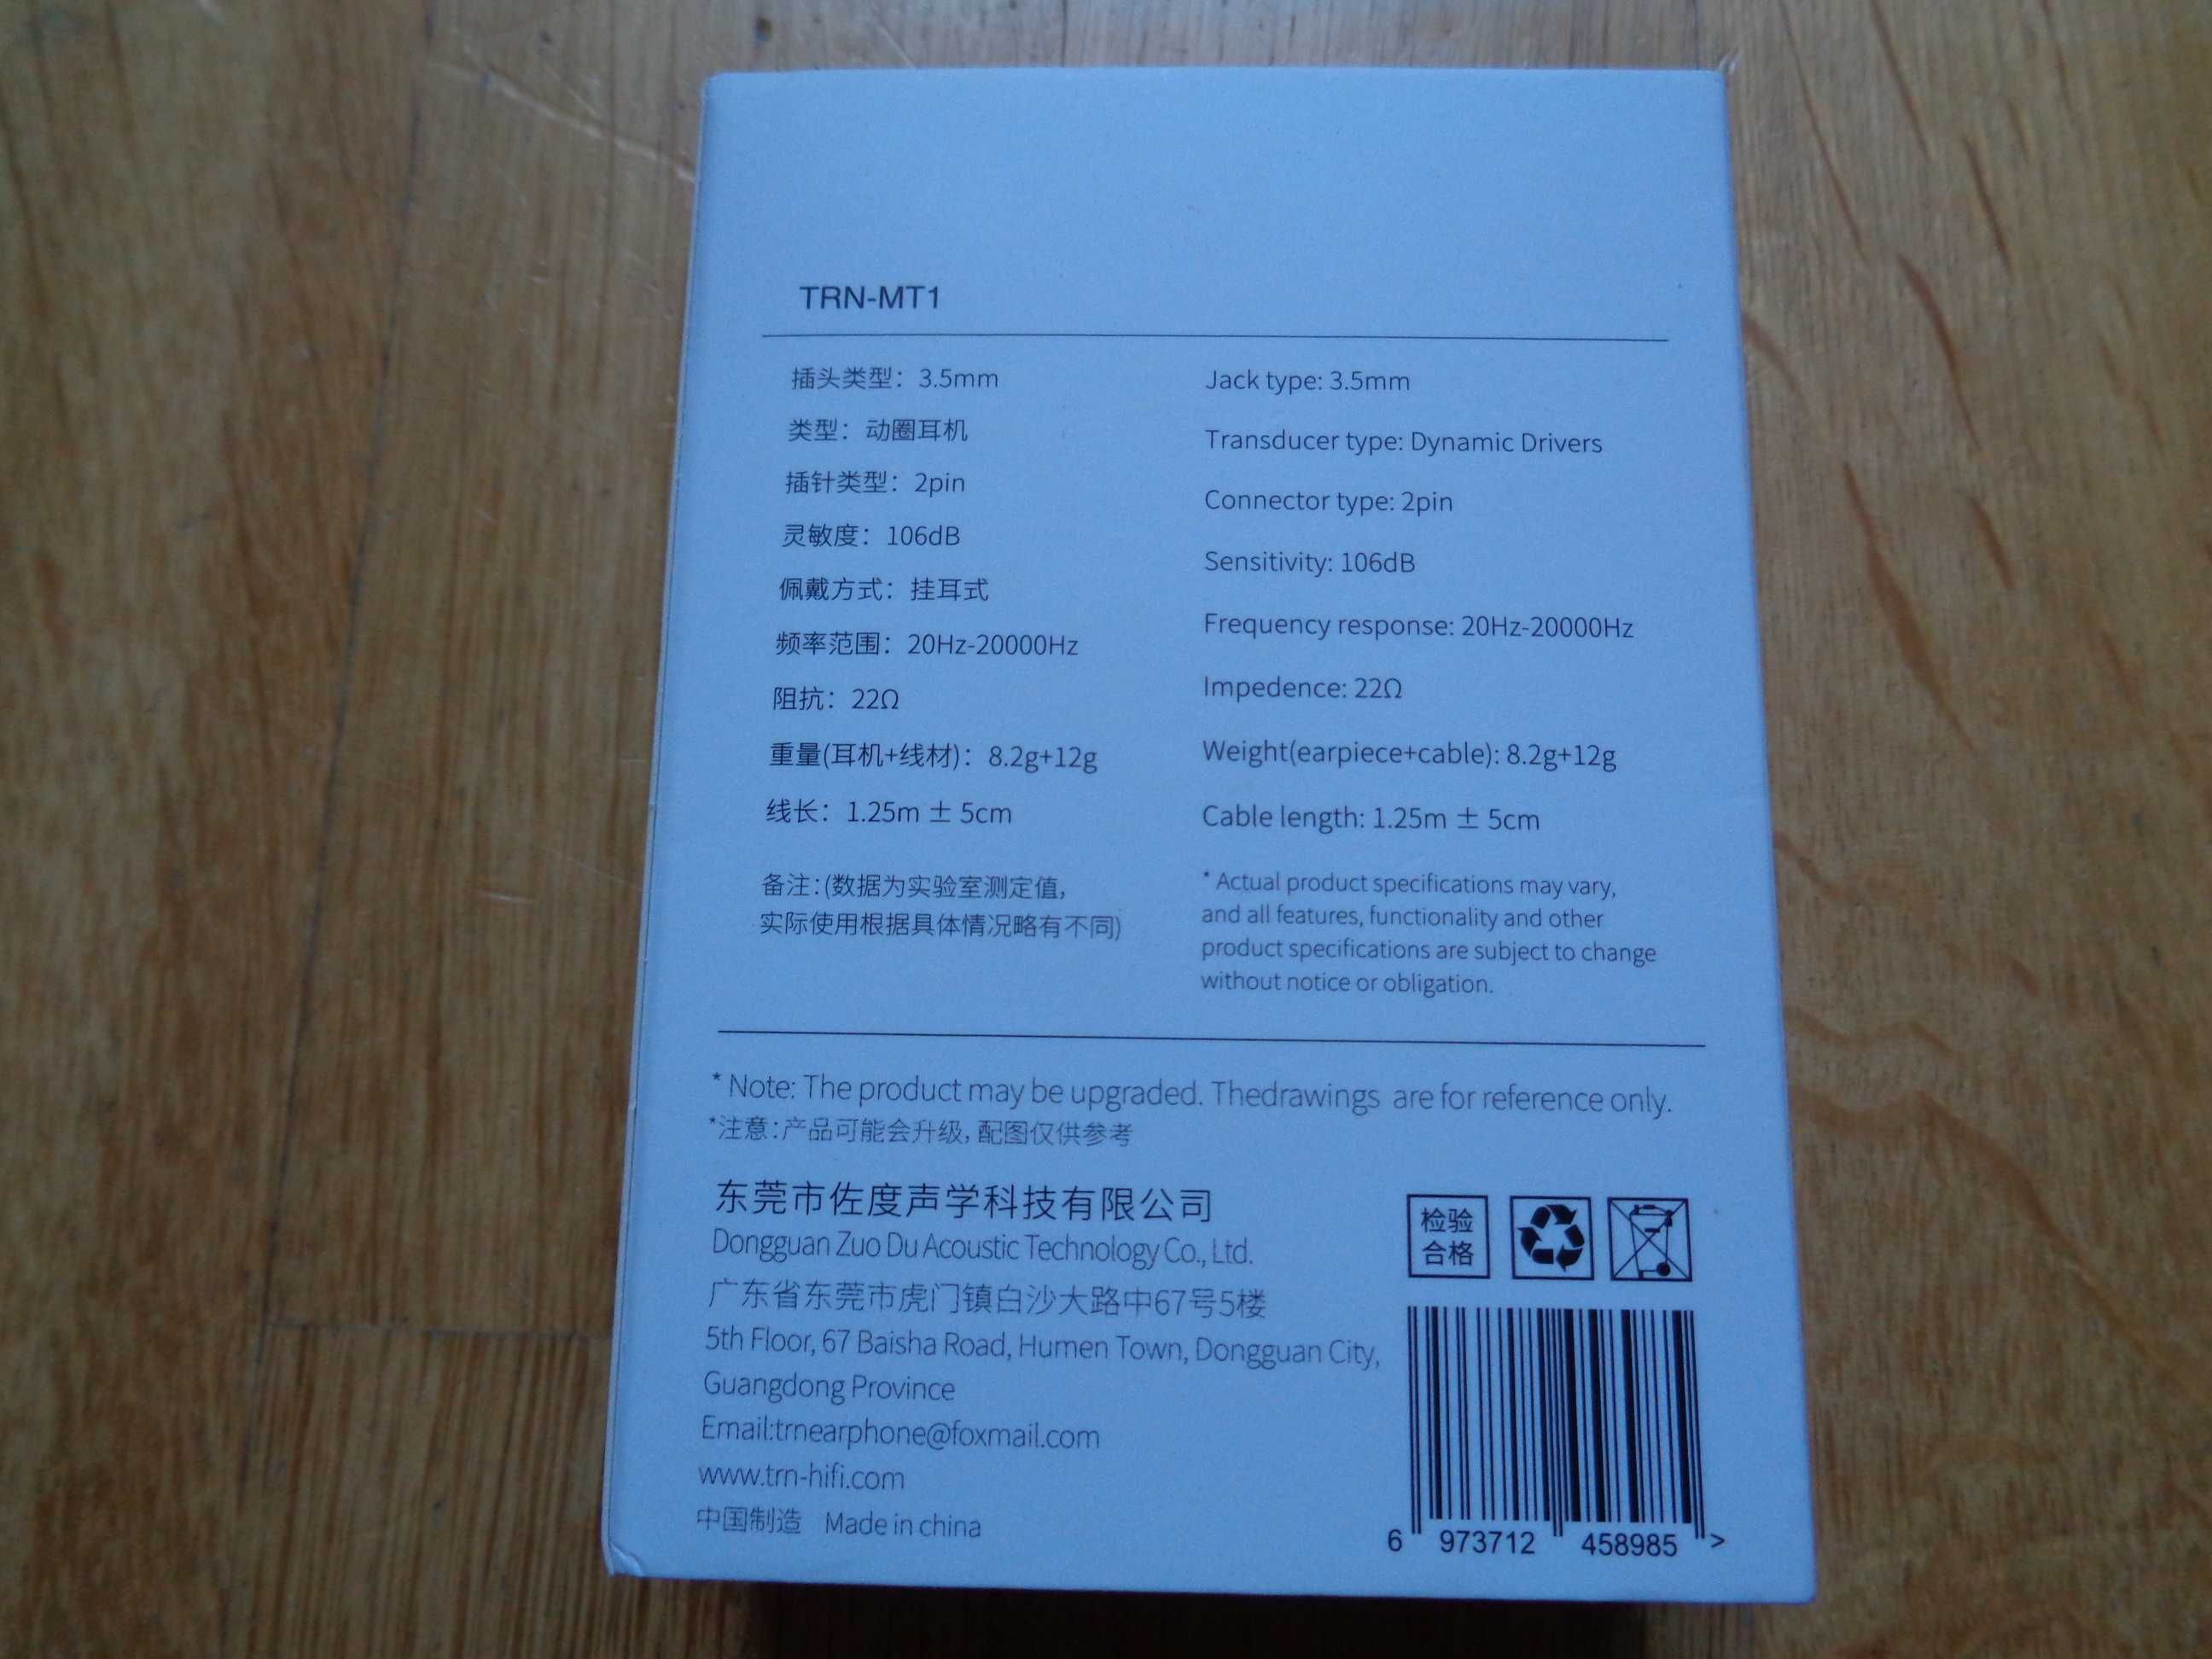 TRN-MT1
插头类型：3.5mm
类型：动圈耳机
插针类型：2pin
灵敏度：106dB
佩戴方式：挂耳式
频率范围：20Hz-20000Hz
阻抗：22Ω
重量(耳机+线材)：8.2g+12g
线长：1.25m ± 5cm
备注:(数据为实验室测定值,
实际使用根据具体情况略有不同)
Jack type: 3.5mm
Transducer type: Dynamic Drivers
Connector type: 2pin
Sensitivity: 106dB
Frequency response: 20Hz-20000Hz
Impedence: 22Ω
Weight(earpiece+cable): 8.2g+12g
Cable length: 1.25m ± 5cm
* Actual product specifications may vary,
and all features, functionality and other
product specifications are subject to change
without notice or obligation.
* Note: The product may be upgraded. Thedrawings are for reference only.
*注意:产品可能会升级, 配图仅供参考
东莞市佐度声学科技有限公司
Dongguan Zuo Du Acoustic Technology Co., Ltd.
广东省东莞市虎门镇白沙大路中67号5楼
5th Floor, 67 Baisha Road, Humen Town, Dongguan City,
Guangdong Province
Email:trnearphone@foxmail.com
www.trn-hifi.com
中国制造 Made in china
检验
合格
6 973712 458985 >